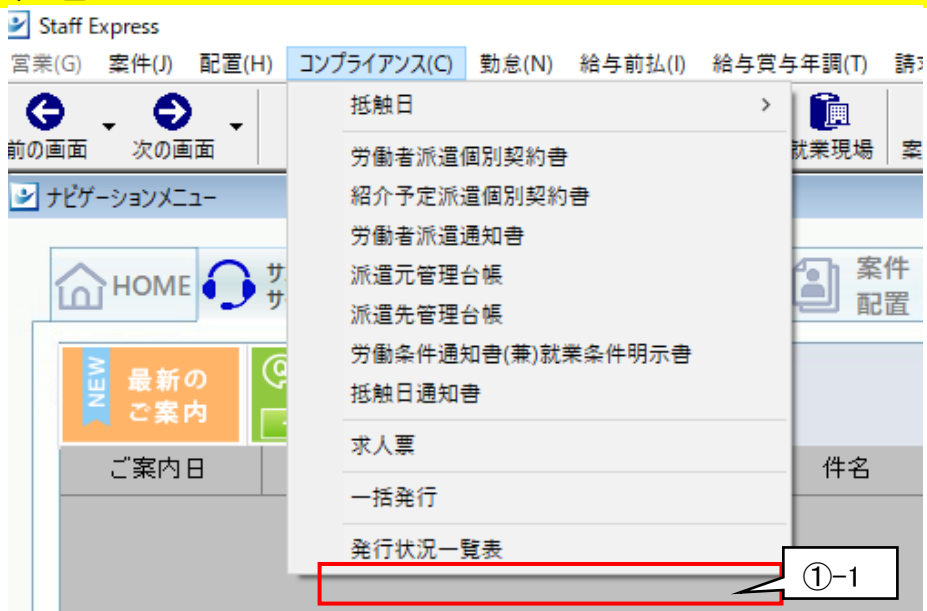 Staff Express
営業(G) 案件(J) 配置(H) コンプライアンス(C) 勤怠(N) 給与前払(I) 給与賞与年調(T)
前の画面 次の画面 就業現場
ナビゲーションメニュー
抵触日 >
労働者派遣個別契約書
紹介予定派遣個別契約書
労働者派遣通知書
派遣元管理台帳
派遣先管理台帳
労働条件通知書(兼)就業条件明示書
抵触日通知書
求人票
一括発行
発行状況一覧表
HOME
案件
配置
NEW
最新の
ご案内
ご案内日 件名
①-1